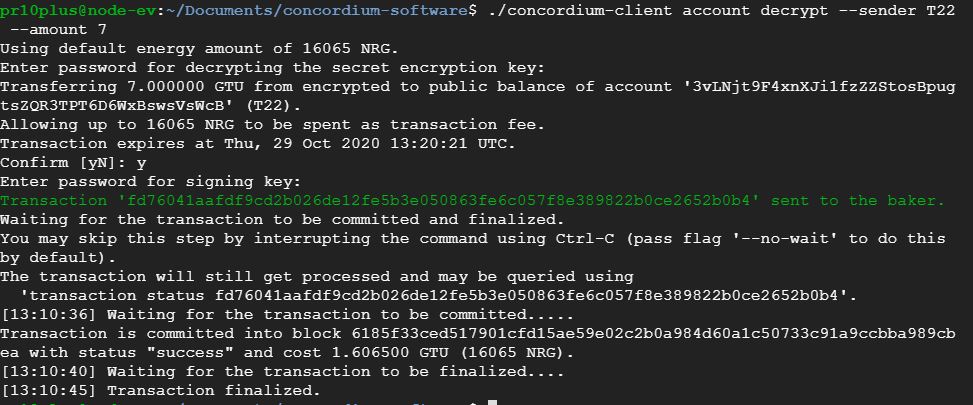 pr10plus@node-ev:~/Documents/concordium-software$ ./concordium-client account decrypt --sender T22
 --amount 7
Using default energy amount of 16065 NRG.
Enter password for decrypting the secret encryption key:
Transferring 7.000000 GTU from encrypted to public balance of account '3vLNjt9F4xnXJi1fzZZStosBpug
tsZQR3TPT6D6WxBswsVsWcB' (T22).
Allowing up to 16065 NRG to be spent as transaction fee.
Transaction expires at Thu, 29 Oct 2020 13:20:21 UTC.
Confirm [yN]: y
Enter password for signing key:
Transaction 'fd76041aafdf9cd2b026de12fe5b3e050863fe6c057f8e389822b0ce2652b0b4' sent to the baker.
Waiting for the transaction to be committed and finalized.
You may skip this step by interrupting the command using Ctrl-C (pass flag '--no-wait' to do this
by default).
The transaction will still get processed and may be queried using
  'transaction status fd76041aafdf9cd2b026de12fe5b3e050863fe6c057f8e389822b0ce2652b0b4'.
[13:10:36] Waiting for the transaction to be committed.....
Transaction is committed into block 6185f33ced517901cfd15ae59e02c2b0a984d60a1c50733c91a9ccbba989cb
ea with status "success" and cost 1.606500 GTU (16065 NRG).
[13:10:40] Waiting for the transaction to be finalized....
[13:10:45] Transaction finalized.